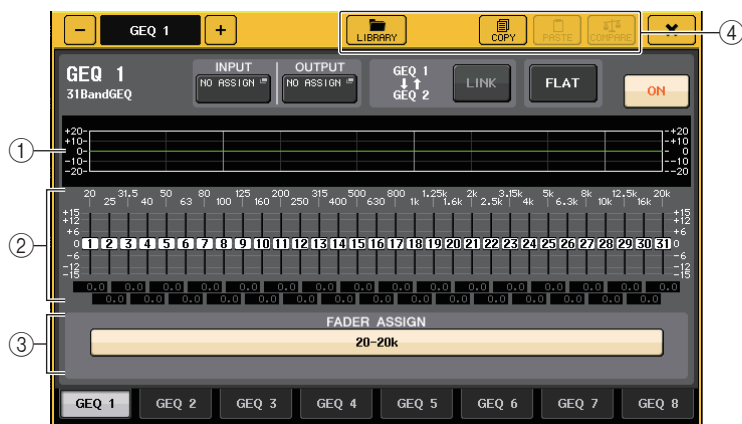 − GEQ 1 + LIBRARY COPY PASTE COMPARE × ④
GEQ 1
31BandGEQ
INPUT
NO ASSIGN
OUTPUT
NO ASSIGN
GEQ 1
↓↑
GEQ 2
LINK
FLAT
ON
①
+20 +20
+10 +10
0 0
−10 −10
−20 −20
②
20 31.5 50 80 125 200 315 500 800 1.25k 2k 3.15k 5k 8k 12.5k 20k
25 40 63 100 160 250 400 630 1k 1.6k 2.5k 4k 6.3k 10k 16k
+15 +15
+12 +12
+6 +6
0 1 2 3 4 5 6 7 8 9 10 11 12 13 14 15 16 17 18 19 20 21 22 23 24 25 26 27 28 29 30 31 0
−6 −6
−12 −12
−15 −15
0.0 0.0 0.0 0.0 0.0 0.0 0.0 0.0 0.0 0.0 0.0 0.0 0.0 0.0 0.0 0.0
0.0 0.0 0.0 0.0 0.0 0.0 0.0 0.0 0.0 0.0 0.0 0.0 0.0 0.0 0.0
③
FADER ASSIGN
20-20k
GEQ 1 GEQ 2 GEQ 3 GEQ 4 GEQ 5 GEQ 6 GEQ 7 GEQ 8